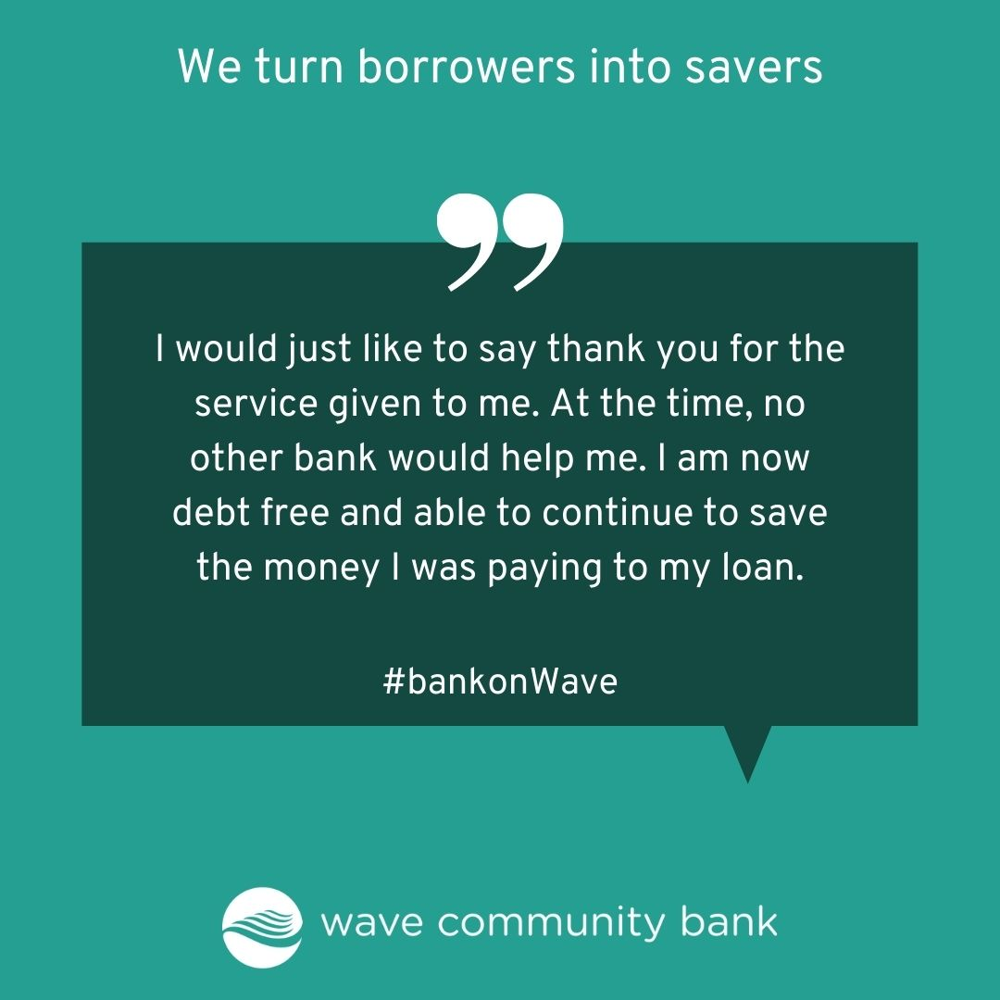 We turn borrowers into savers
”
I would just like to say thank you for the
service given to me. At the time, no
other bank would help me. I am now
debt free and able to continue to save
the money I was paying to my loan.
#bankonWave
wave community bank